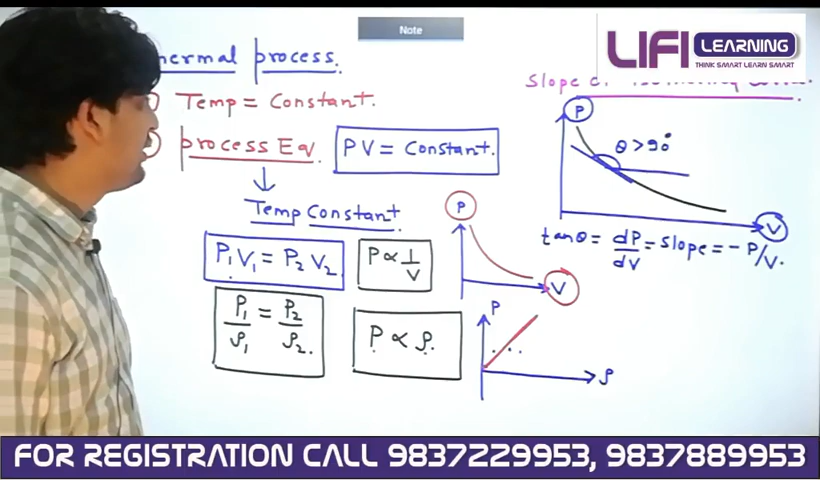 Note
LIFI LEARNING
THINK SMART LEARN SMART
process.
Temp = Constant.
process Eq. PV = Constant.
Temp Constant
P₁V₁ = P₂V₂
P ∝ 1/V
P₁/ρ₁ = P₂/ρ₂.
P ∝ ρ.
P
V
P
ρ
Slope
P
θ > 90°
V
tanθ = dP/dV = slope = - P/V.
FOR REGISTRATION CALL 9837229953, 9837889953